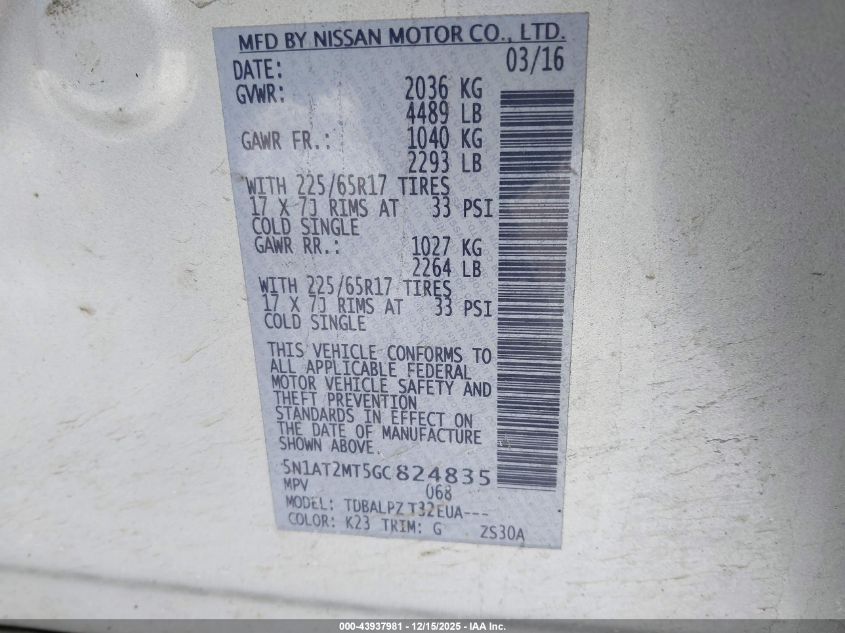 MFD BY NISSAN MOTOR CO., LTD.
DATE: 03/16
GVWR: 2036 KG
4489 LB
GAWR FR.: 1040 KG
2293 LB
WITH 225/65R17 TIRES
17 X 7J RIMS AT 33 PSI
COLD SINGLE
GAWR RR.: 1027 KG
2264 LB
WITH 225/65R17 TIRES
17 X 7J RIMS AT 33 PSI
COLD SINGLE
THIS VEHICLE CONFORMS TO
ALL APPLICABLE FEDERAL
MOTOR VEHICLE SAFETY AND
THEFT PREVENTION
STANDARDS IN EFFECT ON
THE DATE OF MANUFACTURE
SHOWN ABOVE.
5N1AT2MT5GC824835
MPV 068
MODEL: TDBALPZ T32EUA---
COLOR: K23 TRIM: G ZS30A
000-43937981 - 12/15/2025 - IAA Inc.